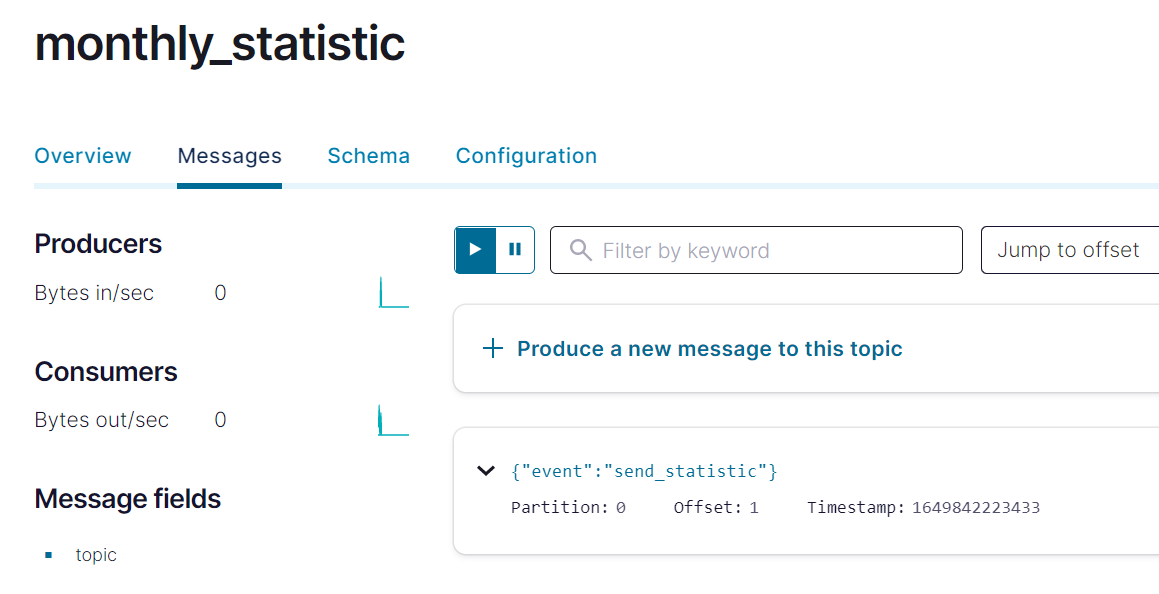 monthly_statistic
Overview Messages Schema Configuration
Producers
Bytes in/sec 0
Consumers
Bytes out/sec 0
Message fields
topic
Filter by keyword Jump to offset
Produce a new message to this topic
{"event":"send_statistic"}
Partition: 0 Offset: 1 Timestamp: 1649842223433